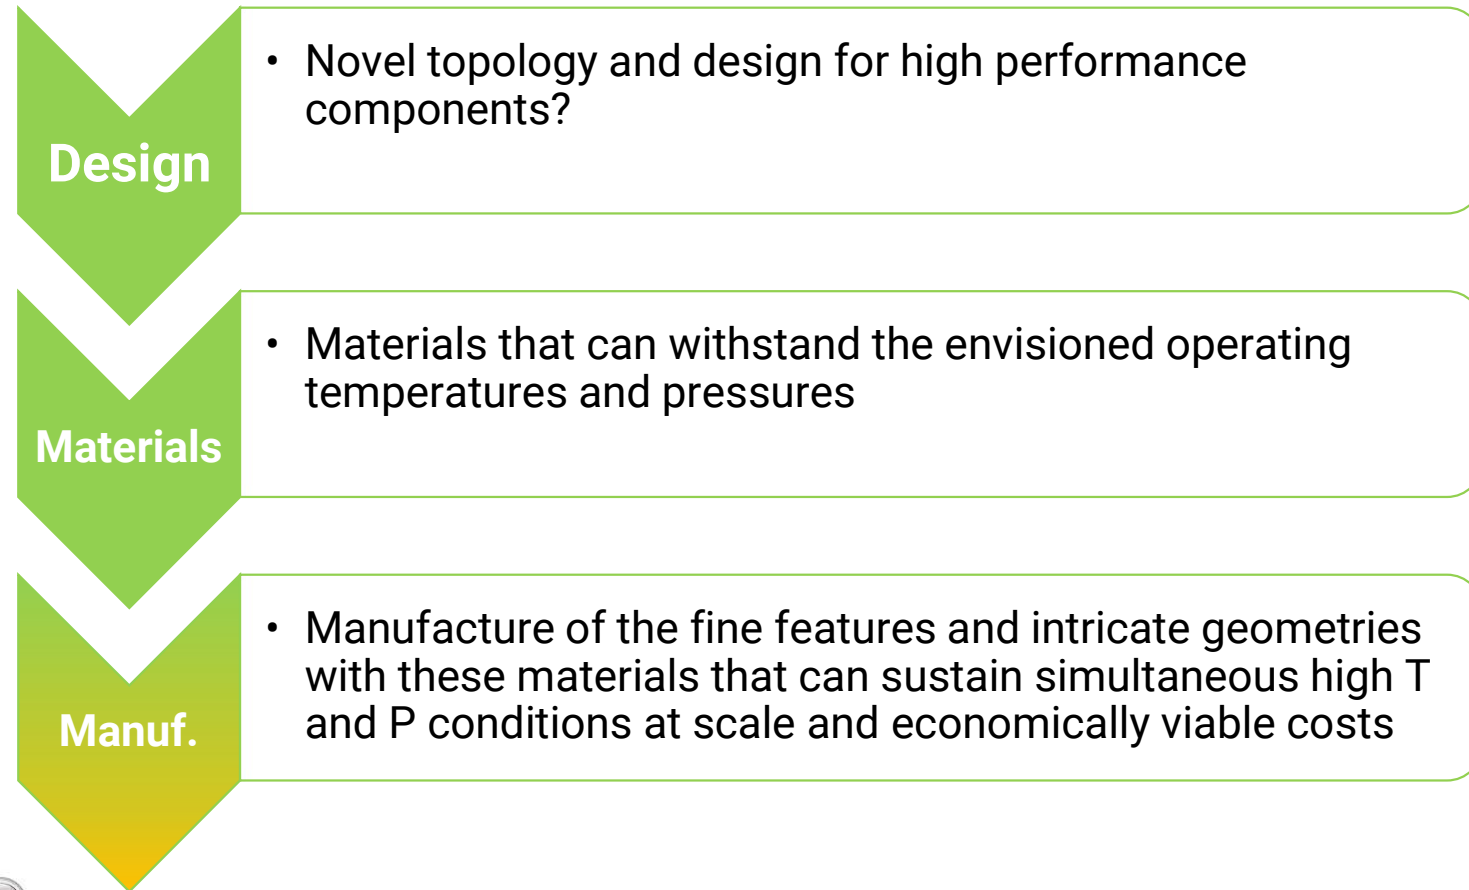 Design
• Novel topology and design for high performance
components?
Materials
• Materials that can withstand the envisioned operating
temperatures and pressures
Manuf.
• Manufacture of the fine features and intricate geometries
with these materials that can sustain simultaneous high T
and P conditions at scale and economically viable costs